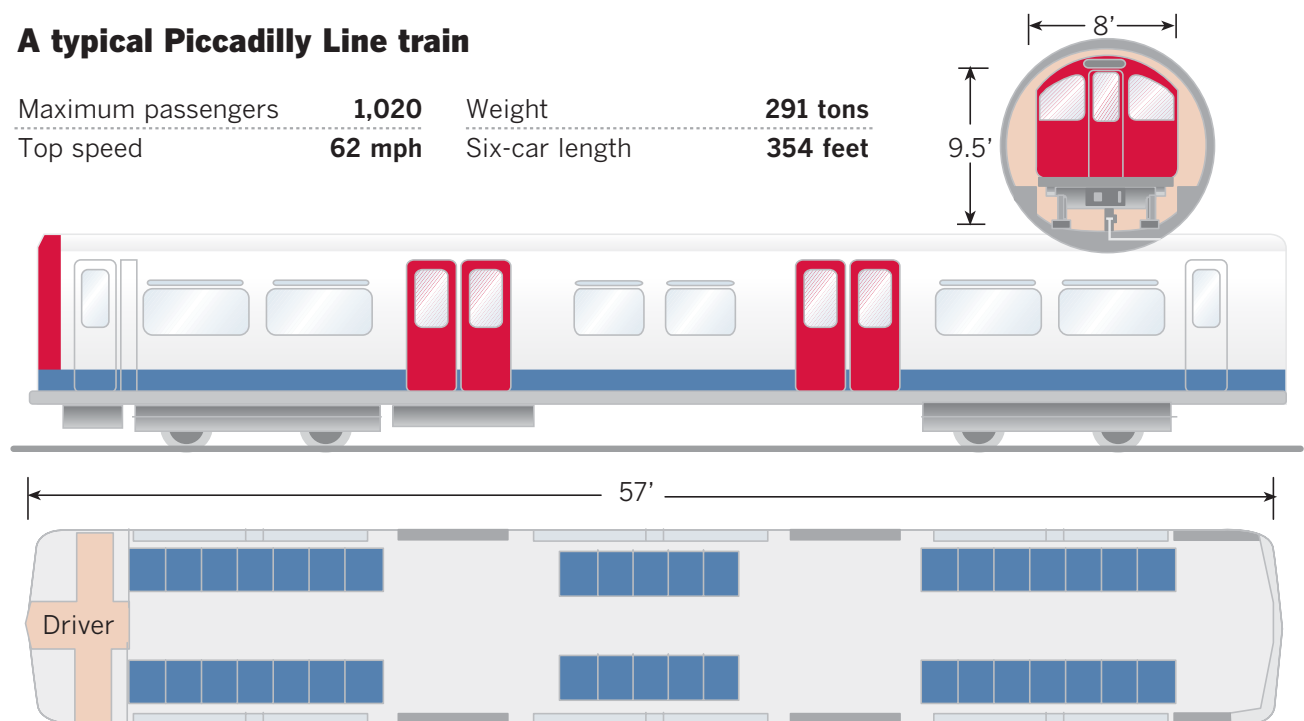 A typical Piccadilly Line train
8’
Maximum passengers 1,020 Weight 291 tons
Top speed 62 mph Six-car length 354 feet
9.5’
57’
Driver